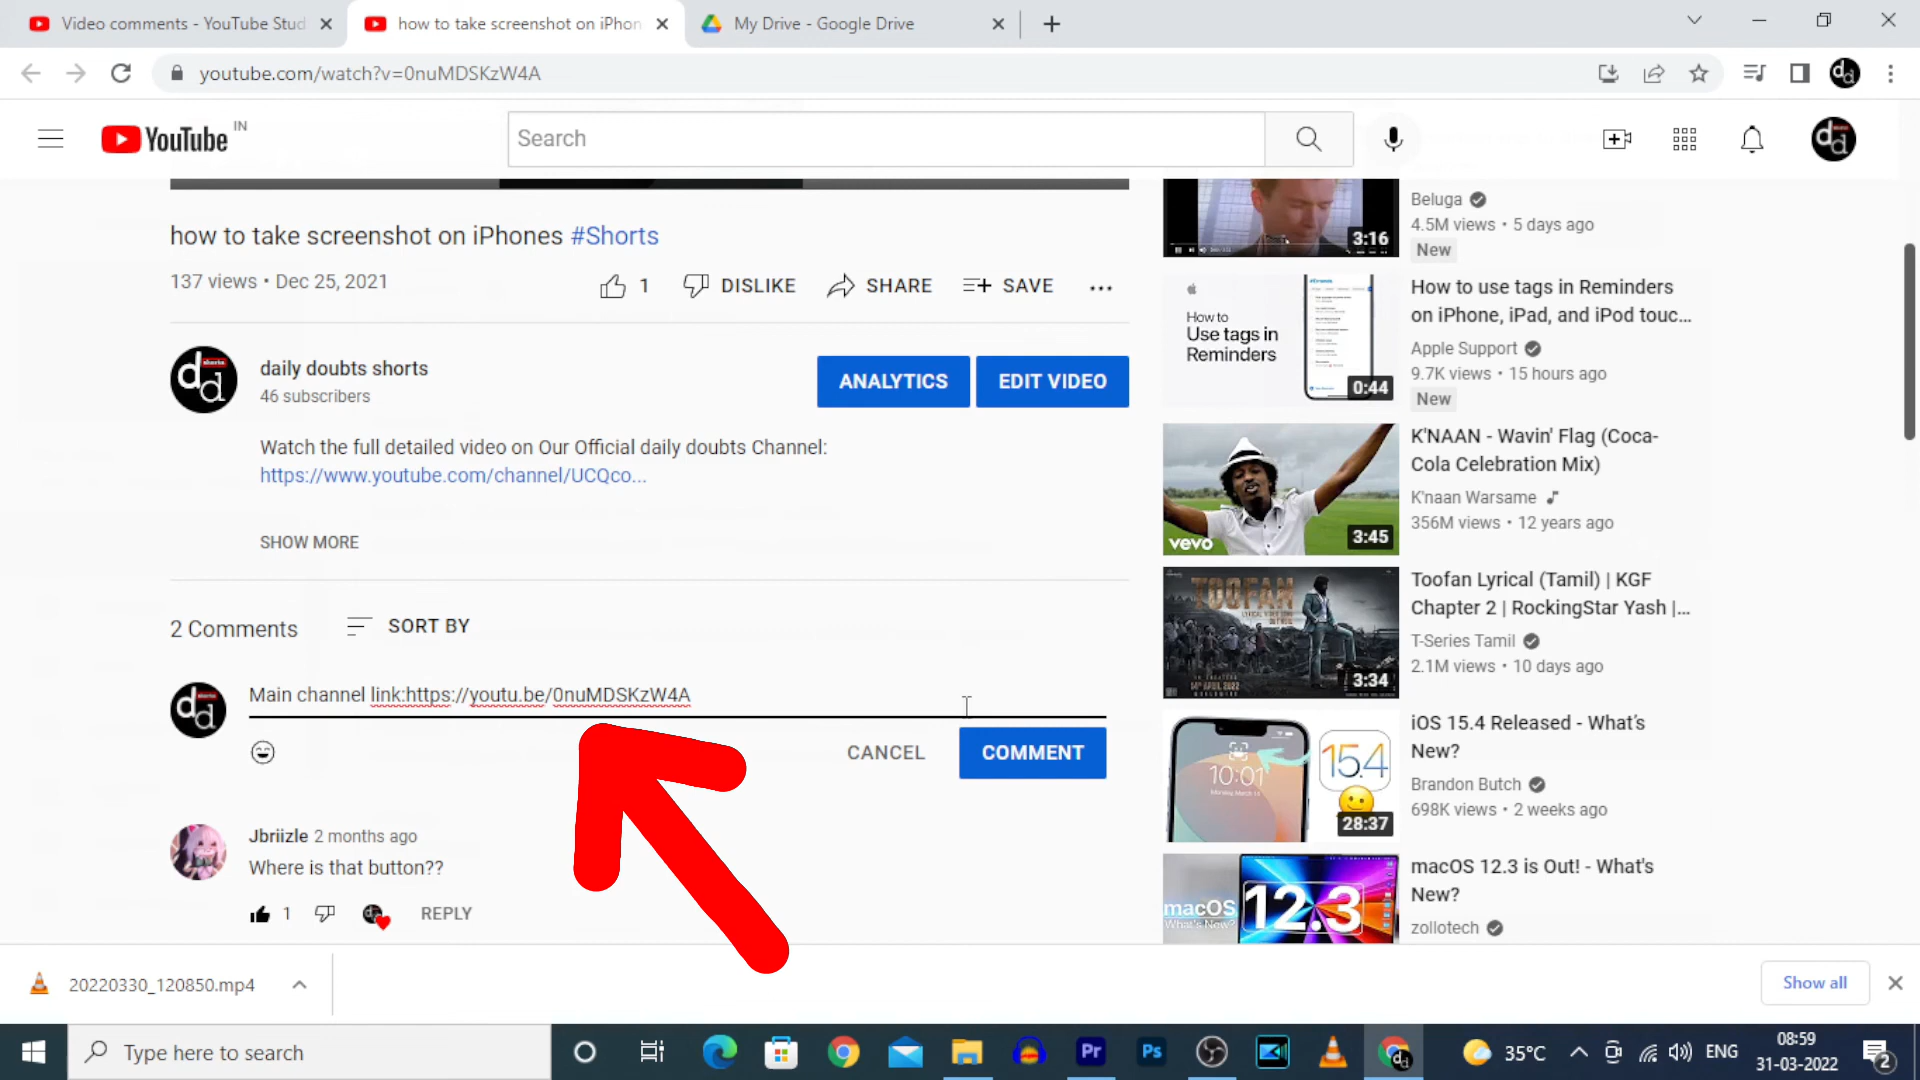 Video comments - YouTube Stud
how to take screenshot on iPhon
My Drive - Google Drive
youtube.com/watch?v=0nuMDSKzW4A
YouTube IN
Search
how to take screenshot on iPhones #Shorts
137 views • Dec 25, 2021
1
DISLIKE
SHARE
SAVE
daily doubts shorts
46 subscribers
ANALYTICS
EDIT VIDEO
Watch the full detailed video on Our Official daily doubts Channel:
https://www.youtube.com/channel/UCQco...
SHOW MORE
2 Comments
SORT BY
Main channel link:https://youtu.be/0nuMDSKzW4A
CANCEL
COMMENT
Jbriizle 2 months ago
Where is that button??
1
REPLY
3:16
Beluga
4.5M views • 5 days ago
New
How to
Use tags in
Reminders
0:44
How to use tags in Reminders
on iPhone, iPad, and iPod touc...
Apple Support
9.7K views • 15 hours ago
New
vevo
3:45
K'NAAN - Wavin' Flag (Coca-
Cola Celebration Mix)
K'naan Warsame
356M views • 12 years ago
TOOFAN
3:34
Toofan Lyrical (Tamil) | KGF
Chapter 2 | RockingStar Yash |...
T-Series Tamil
2.1M views • 10 days ago
10:01
15.4
28:37
iOS 15.4 Released - What's
New?
Brandon Butch
698K views • 2 weeks ago
macOS
What's New?
12.3
macOS 12.3 is Out! - What's
New?
zollotech
20220330_120850.mp4
Show all
Type here to search
Pr
Ps
35°C
ENG
08:59
31-03-2022
2